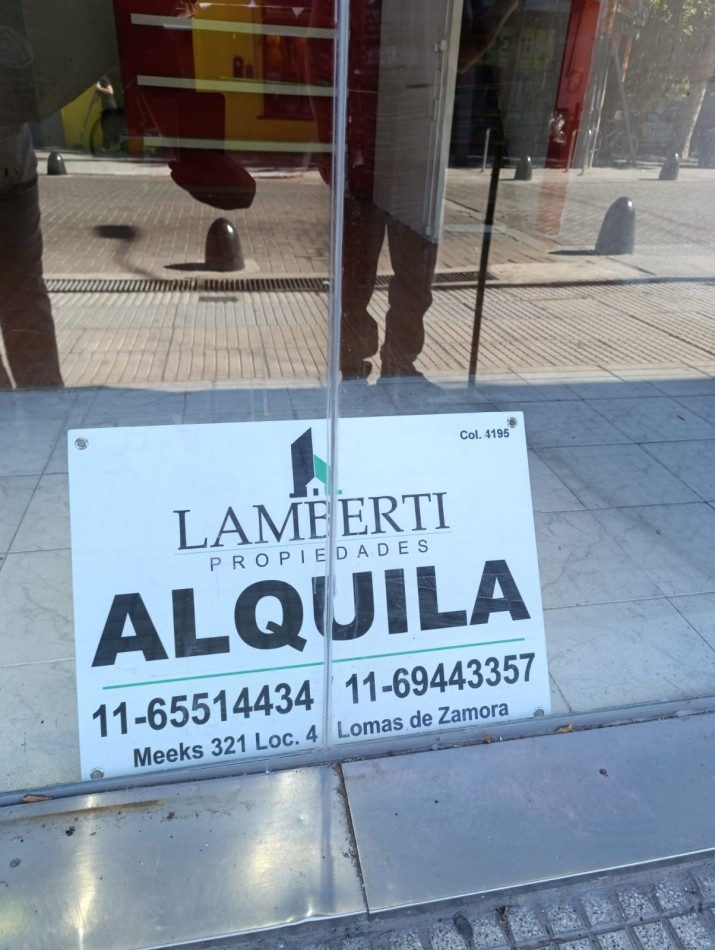 Col. 4195
LAMBERTI
PROPIEDADES
ALQUILA
11-65514434 11-69443357
Meeks 321 Loc. 4 Lomas de Zamora